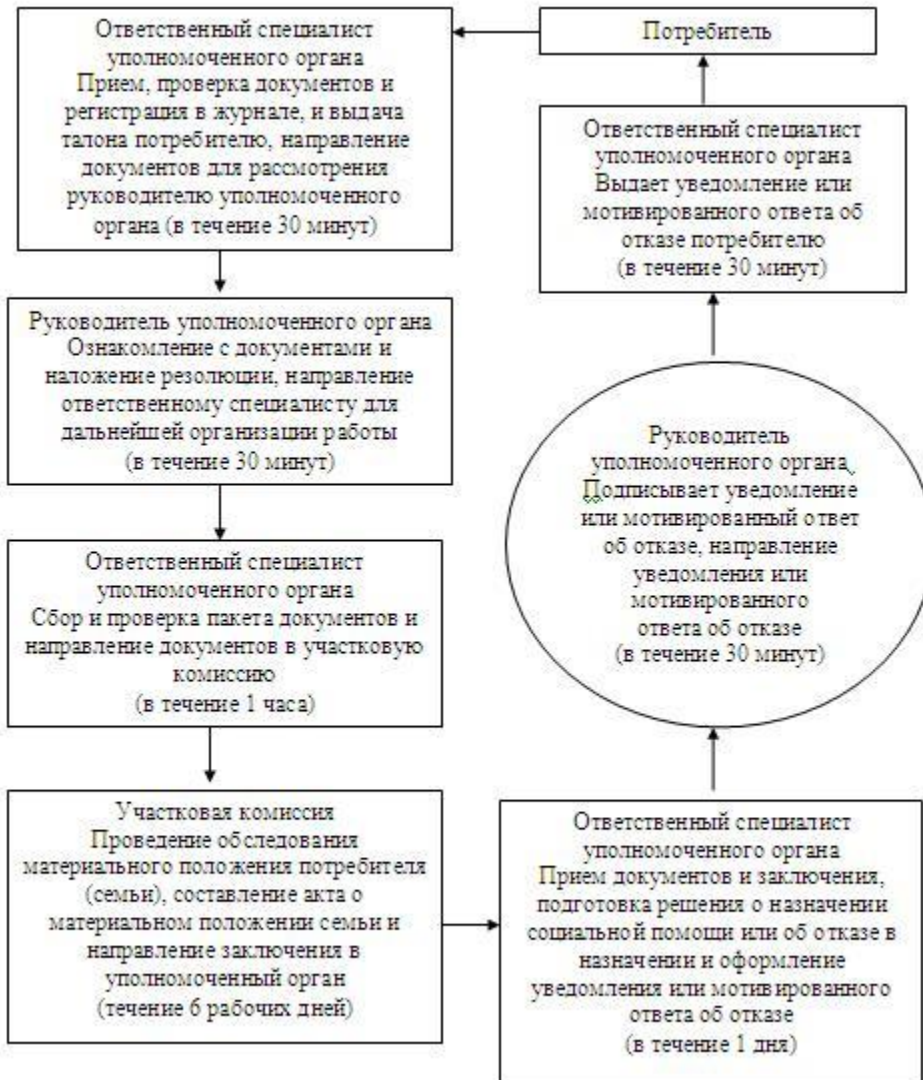 Потребитель
Ответственный специалист
уполномоченного органа
Прием, проверка документов и
регистрация в журнале, и выдача
талона потребителю, направление
документов для рассмотрения
руководителю уполномоченного
органа (в течение 30 минут)
Руководитель уполномоченного органа
Ознакомление с документами и
наложение резолюции, направление
ответственному специалисту для
дальнейшей организации работы
(в течение 30 минут)
Ответственный специалист
уполномоченного органа
Сбор и проверка пакета документов и
направление документов в участковую
комиссию
(в течение 1 часа)
Участковая комиссия
Проведение обследования
материального положения потребителя
(семьи), составление акта о
материальном положении семьи и
направление заключения в
уполномоченный орган
(течение 6 рабочих дней)
Ответственный специалист
уполномоченного органа
Прием документов и заключения,
подготовка решения о назначении
социальной помощи или об отказе в
назначении и оформление
уведомления или мотивированного
ответа об отказе
(в течение 1 дня)
Руководитель
уполномоченного органа
Подписывает уведомление
или мотивированный ответ
об отказе, направление
уведомления или
мотивированного
ответа об отказе
(в течение 30 минут)
Ответственный специалист
уполномоченного органа
Выдает уведомление или
мотивированного ответа об
отказе потребителю
(в течение 30 минут)